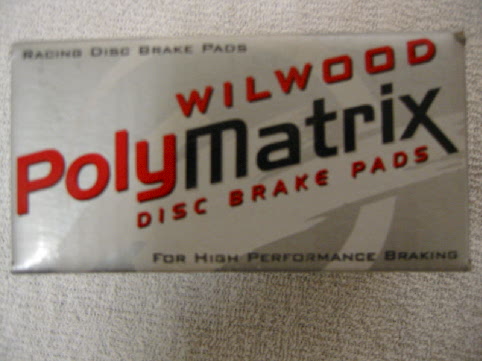 Racing Disc Brake Pads
WILWOOD
PolyMatrix
DISC BRAKE PADS
For High Performance Braking